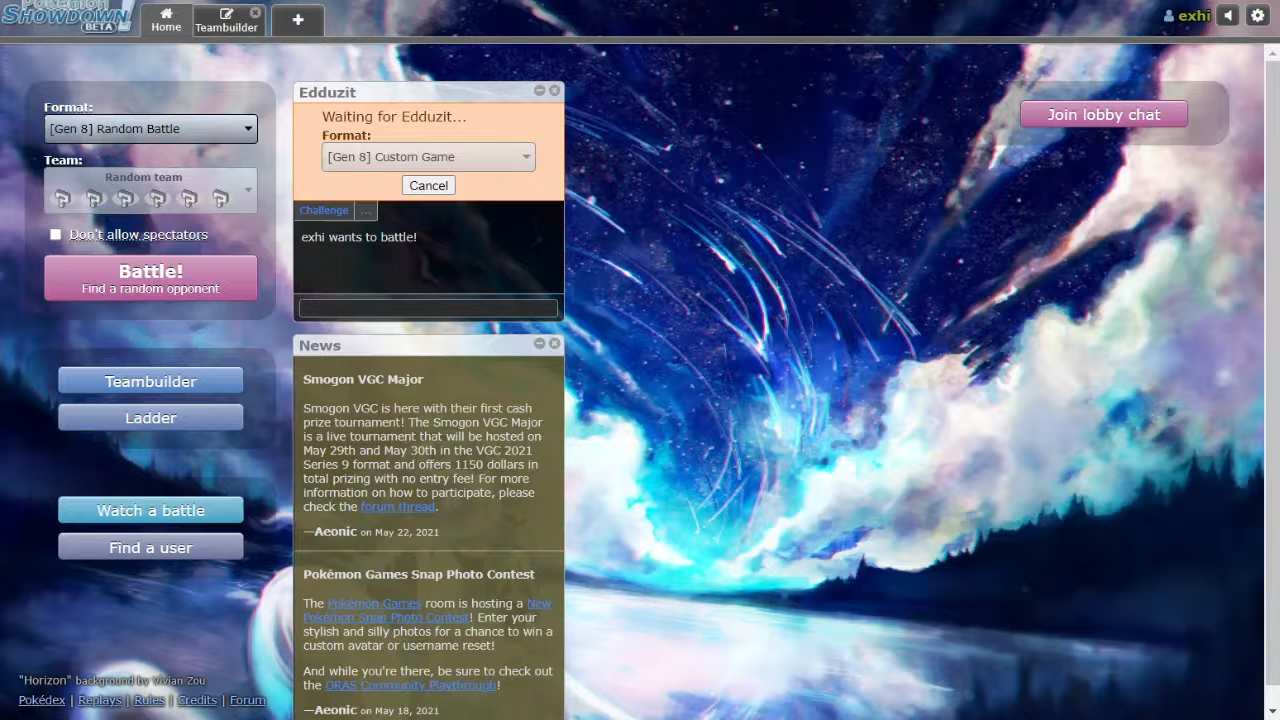 Pokémon
SHOWDOWN!
BETA
Home
Teambuilder
exhi
Format:
[Gen 8] Random Battle
Team:
Random team
Don't allow spectators
Battle!
Find a random opponent
Teambuilder
Ladder
Watch a battle
Find a user
"Horizon" background by Vivian Zou
Pokédex | Replays | Rules | Credits | Forum
Edduzit
Waiting for Edduzit...
Format:
[Gen 8] Custom Game
Cancel
Challenge ...
exhi wants to battle!
News
Smogon VGC Major
Smogon VGC is here with their first cash
prize tournament! The Smogon VGC Major
is a live tournament that will be hosted on
May 29th and May 30th in the VGC 2021
Series 9 format and offers 1150 dollars in
total prizing with no entry fee! For more
information on how to participate, please
check the forum thread.
—Aeonic on May 22, 2021
Pokémon Games Snap Photo Contest
The Pokémon Games room is hosting a New
Pokémon Snap Photo Contest! Enter your
stylish and silly photos for a chance to win a
custom avatar or username reset!
And while you're there, be sure to check out
the ORAS Community Playthrough!
—Aeonic on May 18, 2021
Join lobby chat